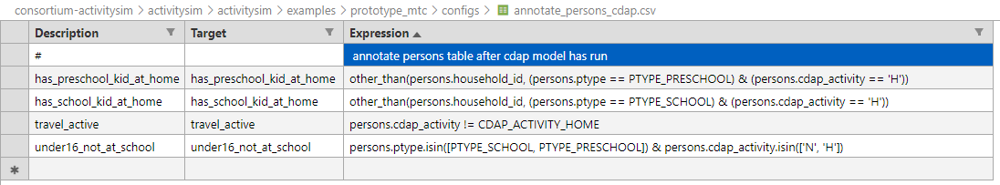 consortium-activitysim > activitysim > activitysim > examples > prototype_mtc > configs > annotate_persons_cdap.csv
Description Target Expression
# annotate persons table after cdap model has run
has_preschool_kid_at_home has_preschool_kid_at_home other_than(persons.household_id, (persons.ptype == PTYPE_PRESCHOOL) & (persons.cdap_activity == 'H'))
has_school_kid_at_home has_school_kid_at_home other_than(persons.household_id, (persons.ptype == PTYPE_SCHOOL) & (persons.cdap_activity == 'H'))
travel_active travel_active persons.cdap_activity != CDAP_ACTIVITY_HOME
under16_not_at_school under16_not_at_school persons.ptype.isin([PTYPE_SCHOOL, PTYPE_PRESCHOOL]) & persons.cdap_activity.isin(['N', 'H'])